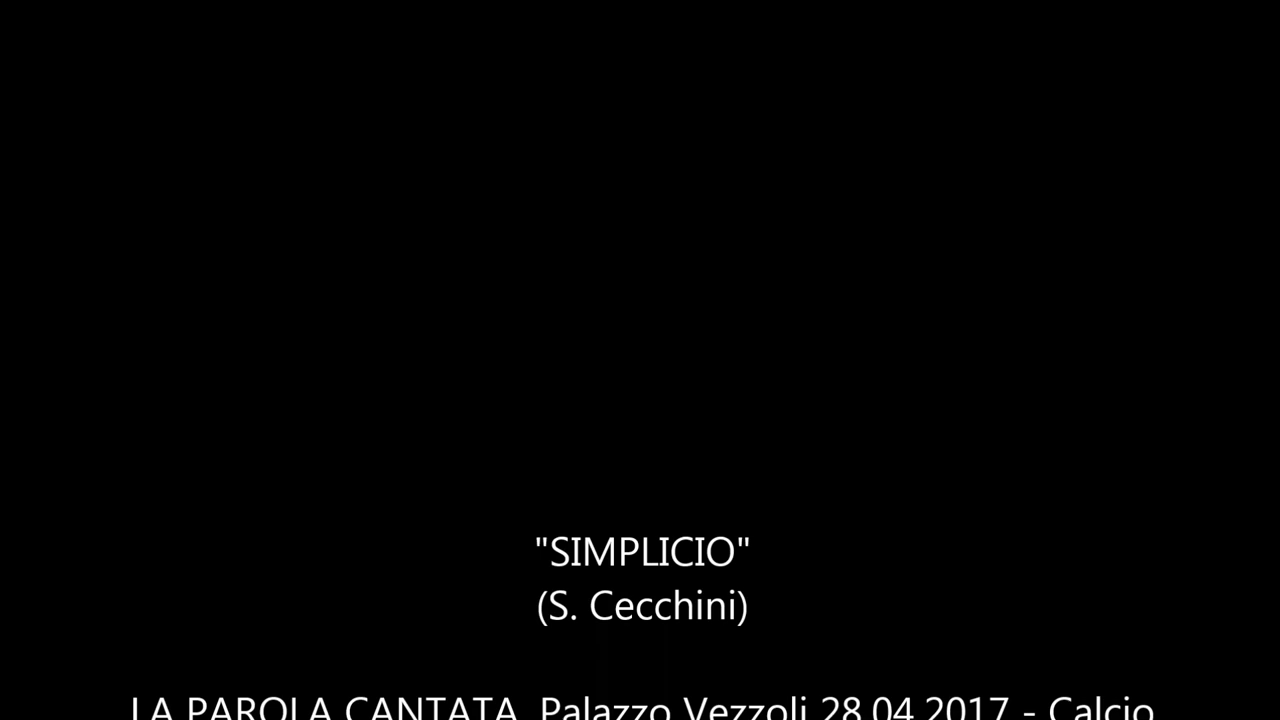 "SIMPLICIO"
(S. Cecchini)
LA PAROLA CANTATA Palazzo Vezzoli 28.04.2017 - Calcio